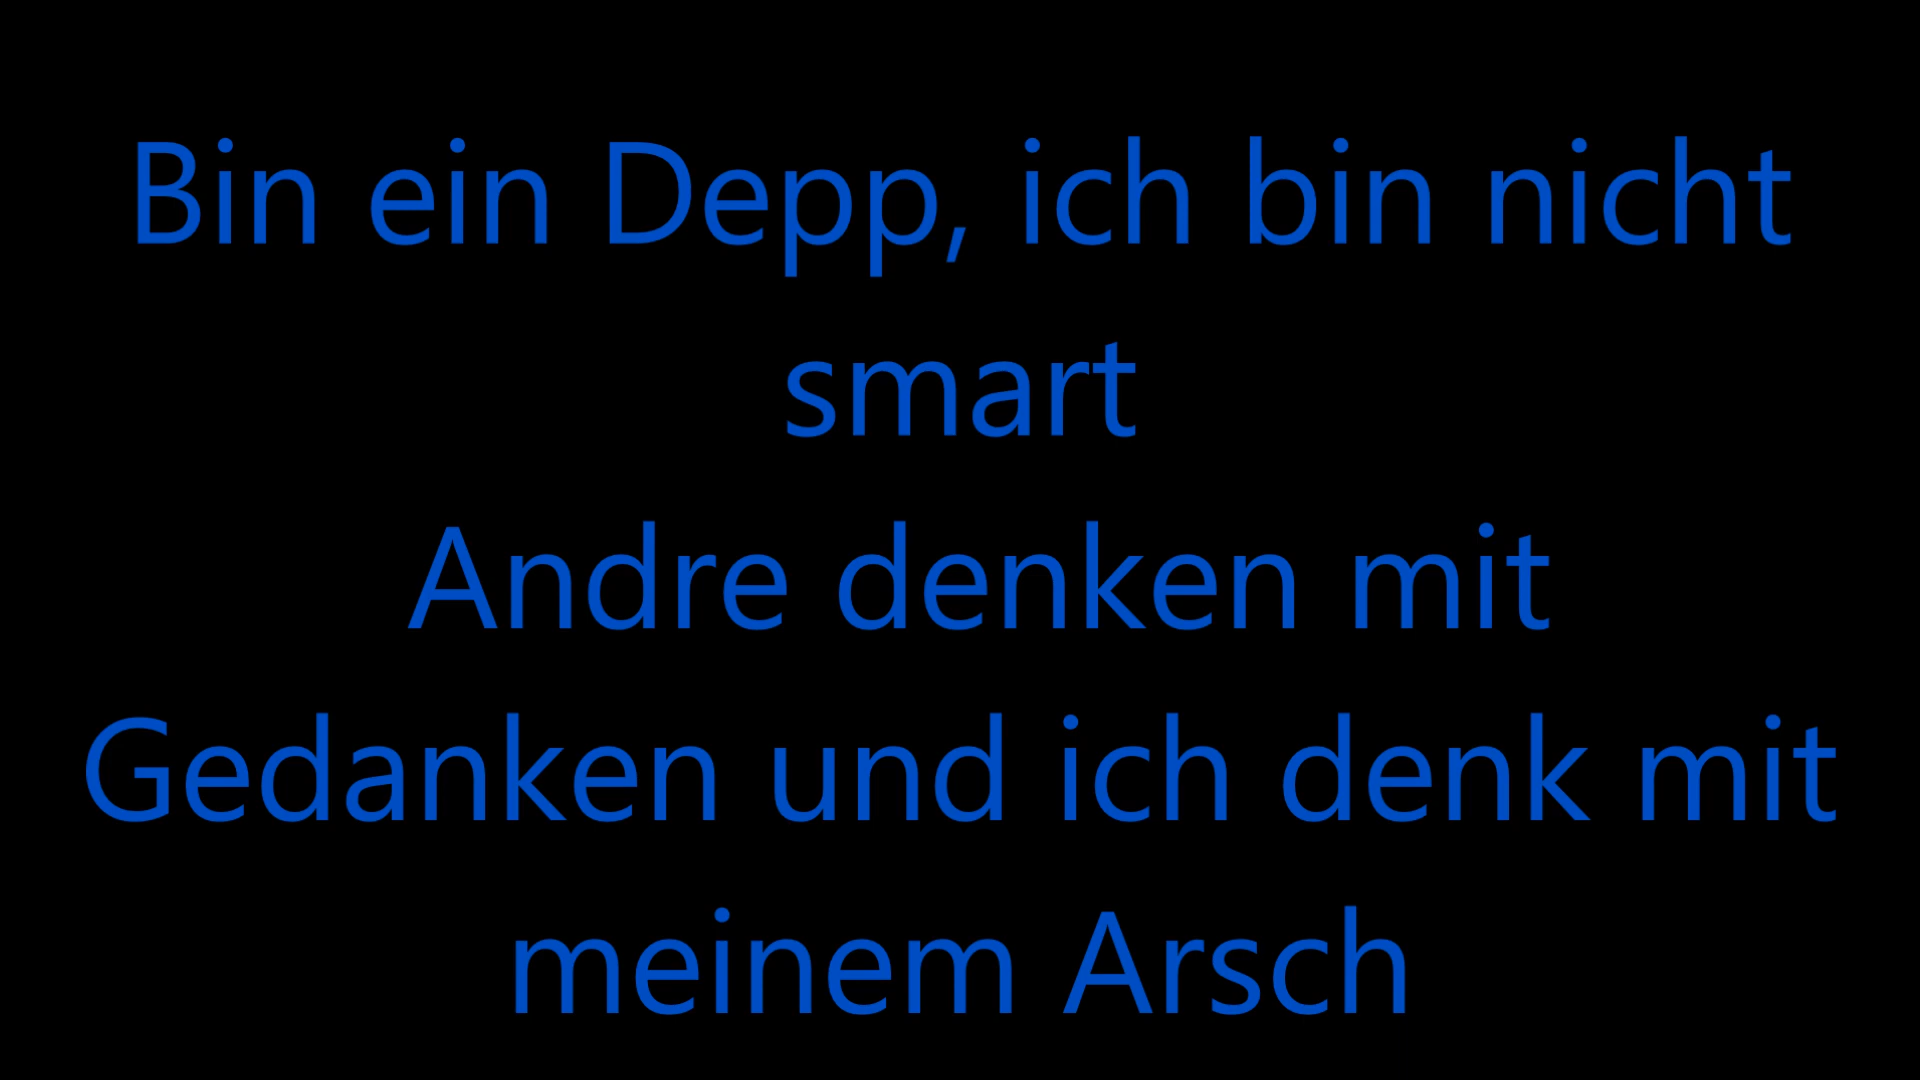 Bin ein Depp, ich bin nicht
smart
Andre denken mit
Gedanken und ich denk mit
meinem Arsch